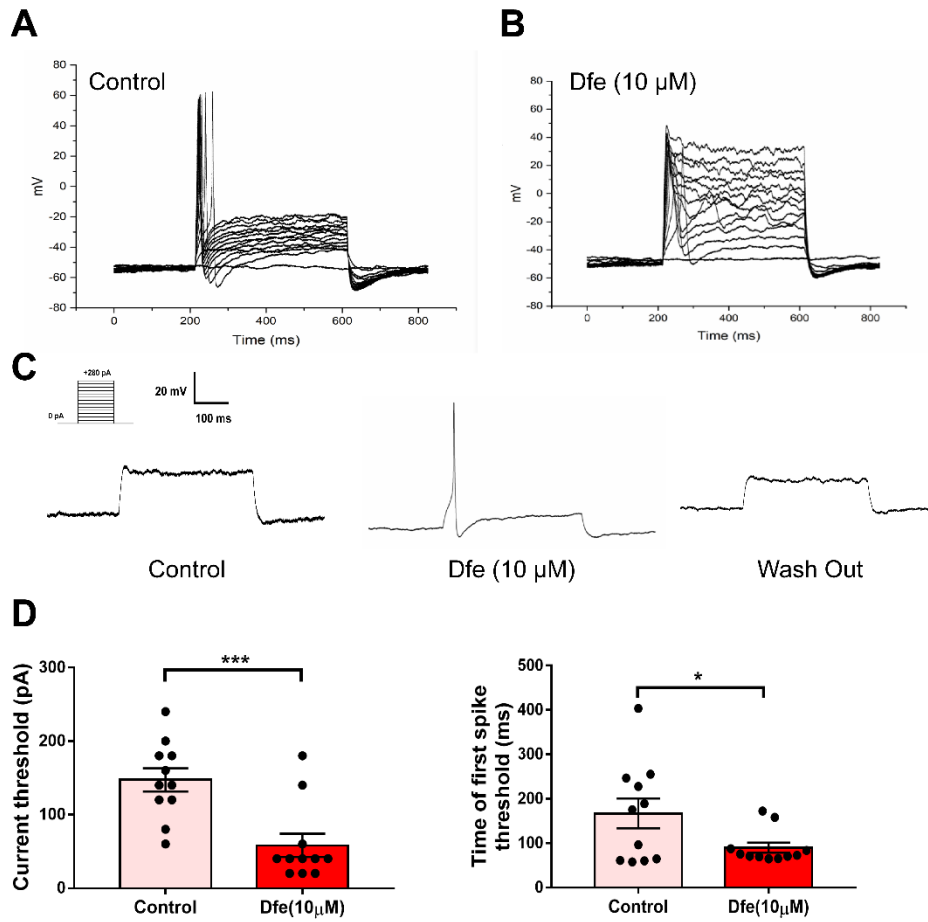 A
B
Control
Dfe (10 µM)
80
60
40
20
0
-20
-40
-60
-80
mV
0
200
400
600
800
Time (ms)
-80
60
40
20
0
-20
-40
-60
-80
mV
0
200
400
600
800
Time (ms)
C
+280 pA
0 pA
20 mV
100 ms
Control
Dfe (10 µM)
Wash Out
D
Current threshold (pA)
300
200
100
0
***
Control
Dfe(10µM)
Time of first spike
threshold (ms)
500
400
300
200
100
0
*
Control
Dfe(10µM)